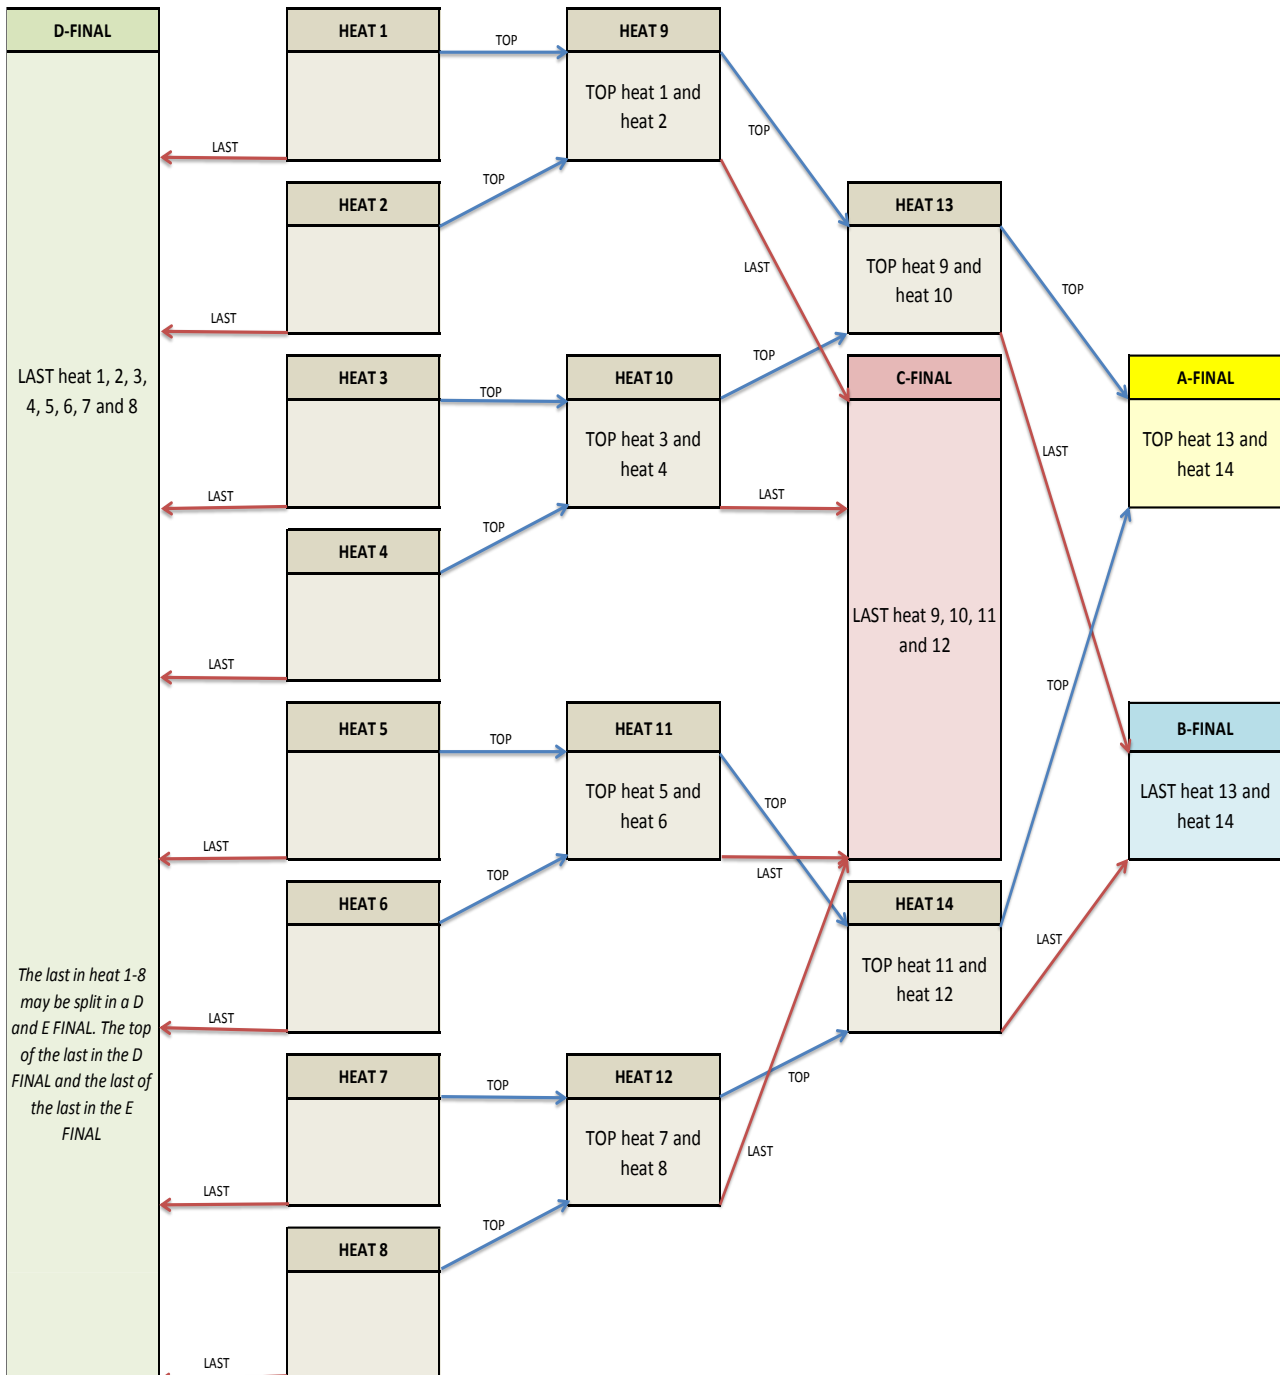 D-FINAL
LAST heat 1, 2, 3,
4, 5, 6, 7 and 8
The last in heat 1-8
may be split in a D
and E FINAL. The top
of the last in the D
FINAL and the last of
the last in the E
FINAL
LAST
LAST
LAST
LAST
LAST
LAST
LAST
LAST
HEAT 1
HEAT 2
HEAT 3
HEAT 4
HEAT 5
HEAT 6
HEAT 7
HEAT 8
TOP
TOP
TOP
TOP
TOP
TOP
TOP
TOP
HEAT 9
TOP heat 1 and
heat 2
HEAT 10
TOP heat 3 and
heat 4
HEAT 11
TOP heat 5 and
heat 6
HEAT 12
TOP heat 7 and
heat 8
TOP
LAST
TOP
LAST
TOP
LAST
TOP
LAST
HEAT 13
TOP heat 9 and
heat 10
C-FINAL
LAST heat 9, 10, 11
and 12
HEAT 14
TOP heat 11 and
heat 12
TOP
LAST
TOP
LAST
A-FINAL
TOP heat 13 and
heat 14
B-FINAL
LAST heat 13 and
heat 14